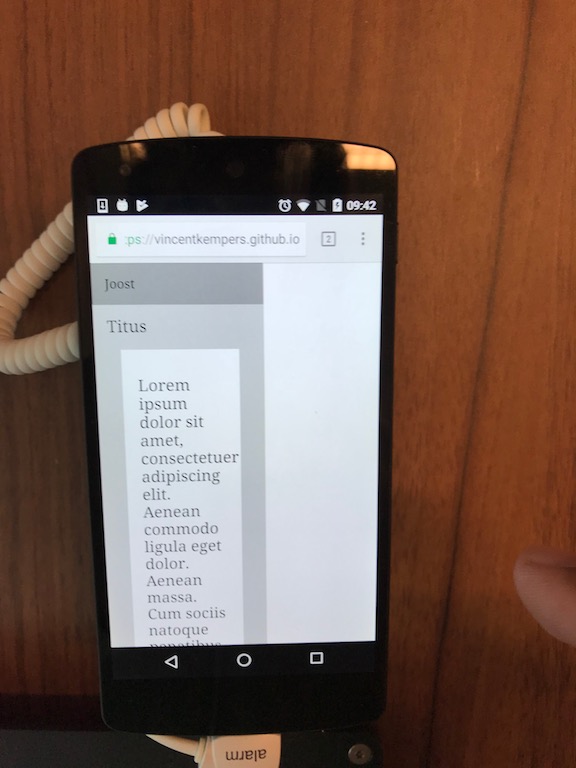 09:42
:ps://vincentkempers.github.io
2
Joost
Titus
Lorem
ipsum
dolor sit
amet,
consectetuer
adipiscing
elit.
Aenean
commodo
ligula eget
dolor.
Aenean
massa.
Cum sociis
natoque
penatibus
alarm